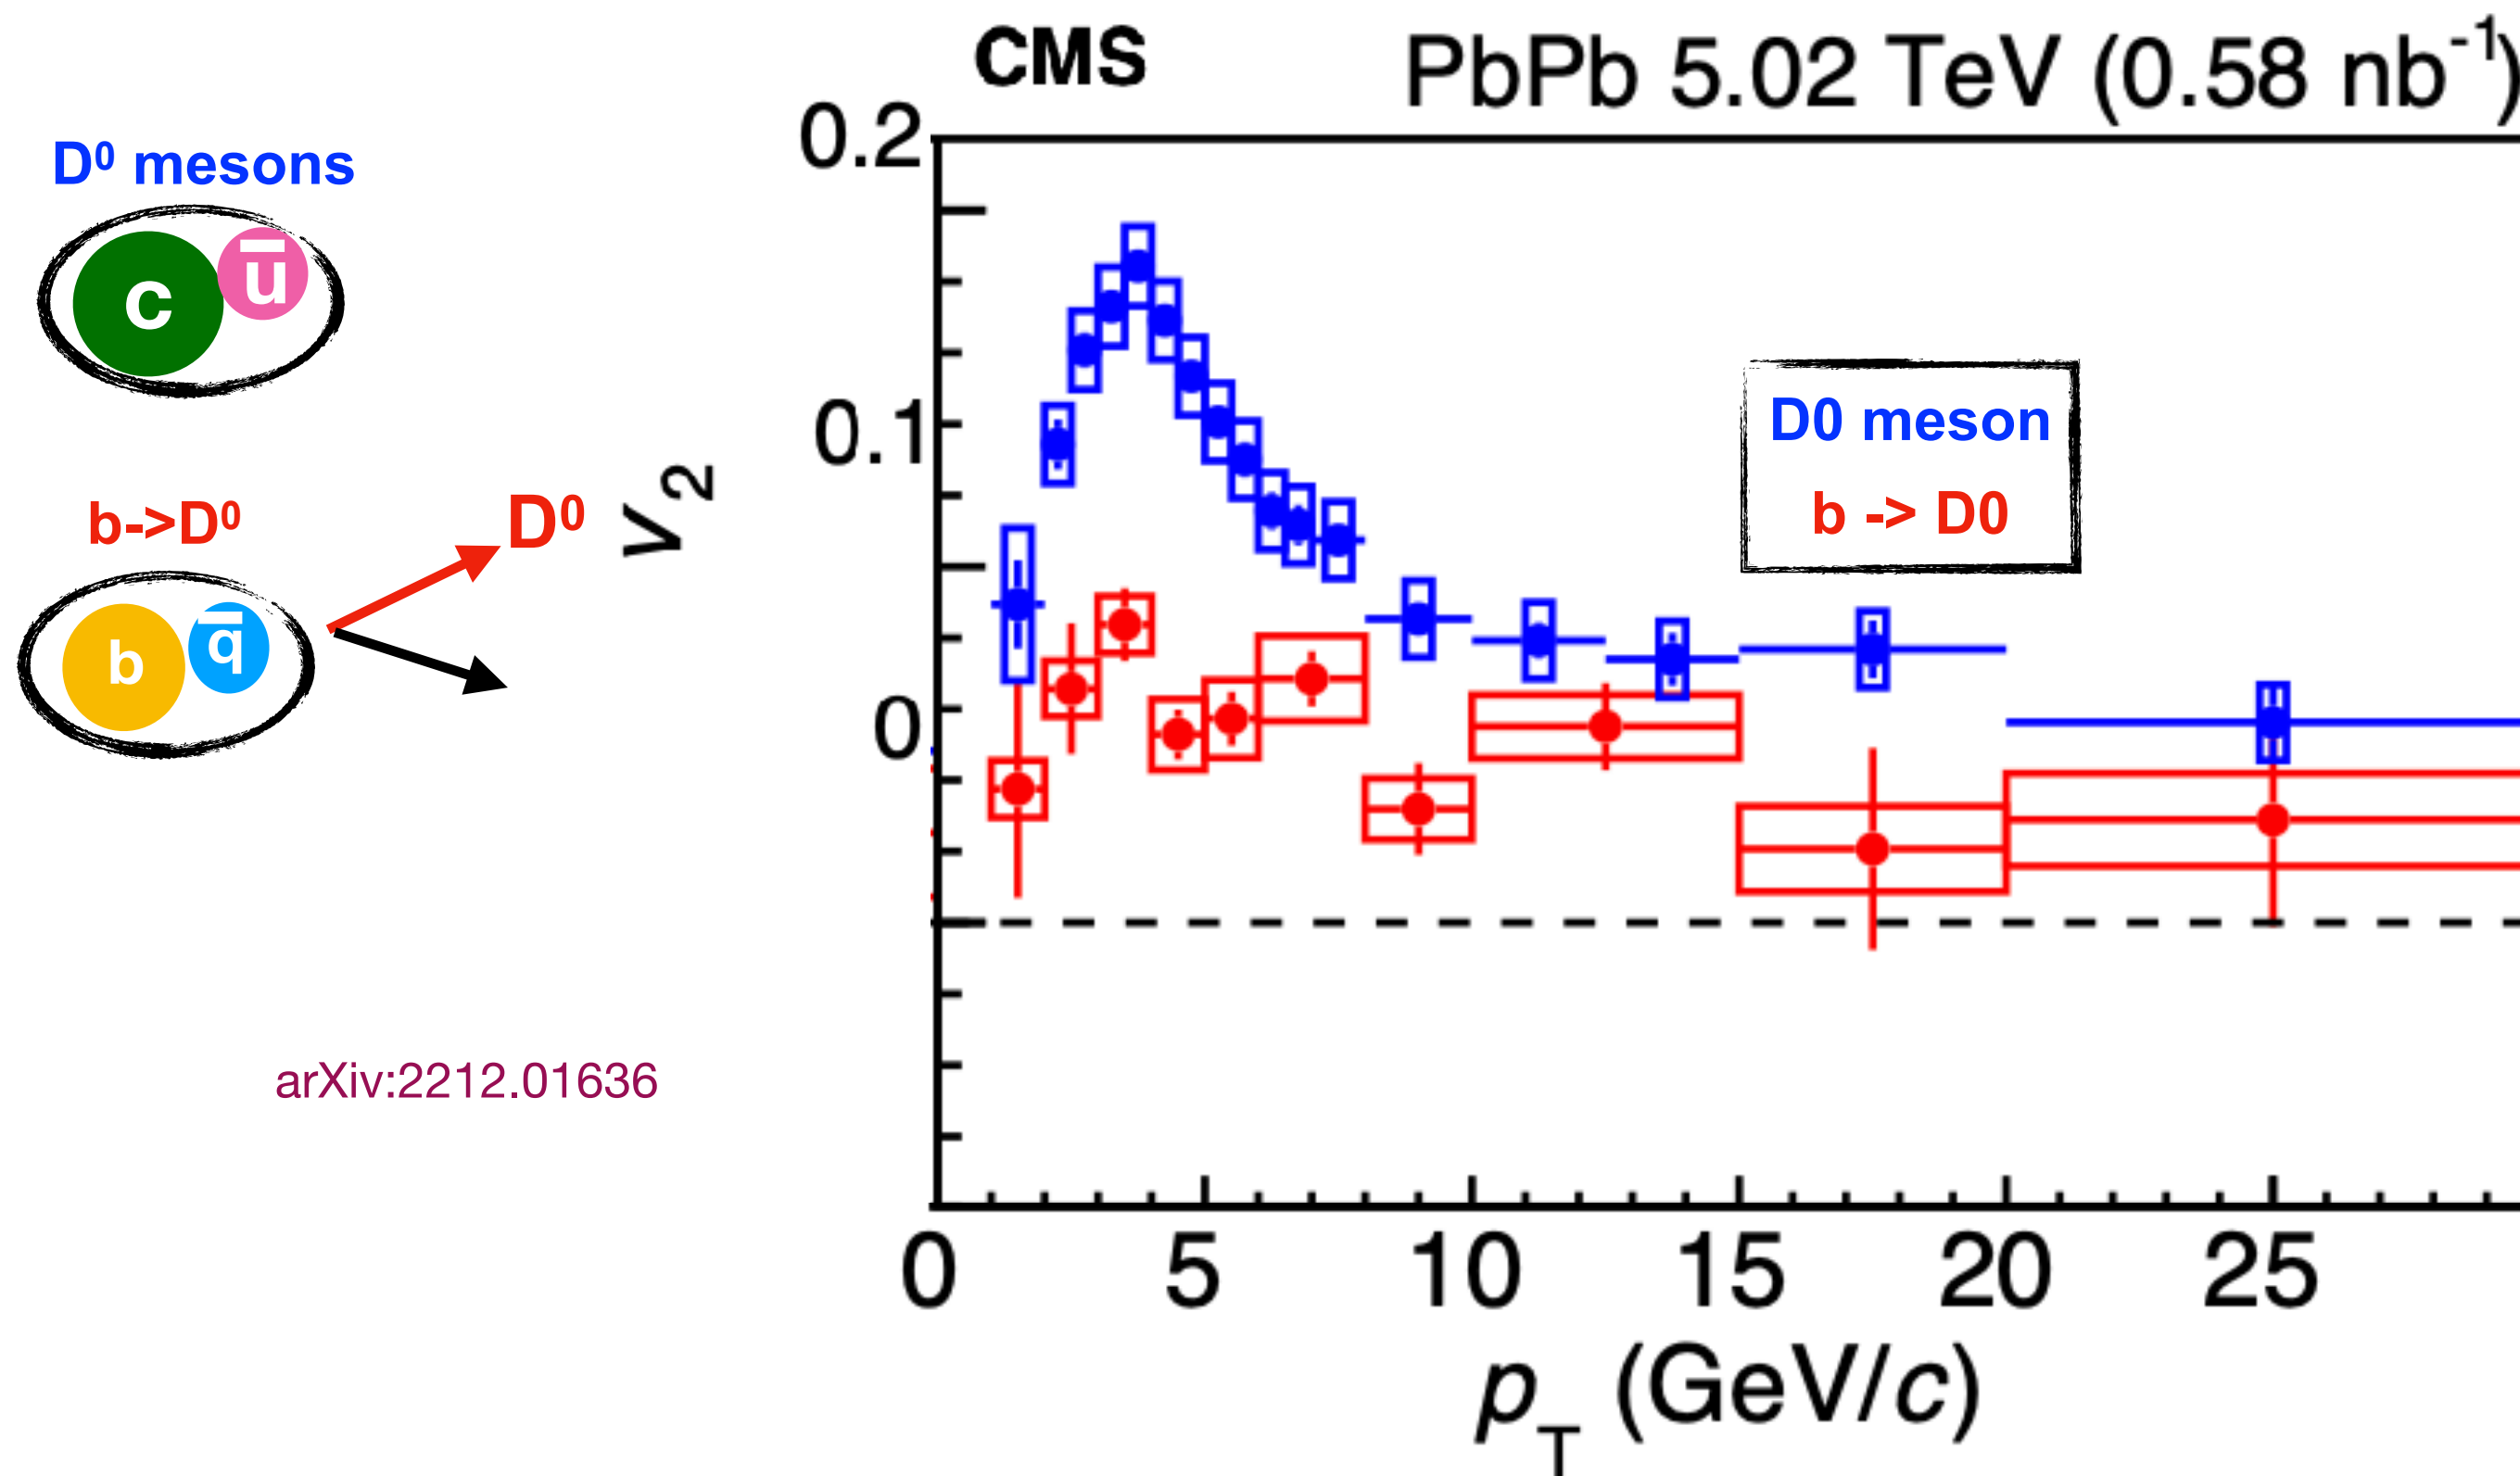 CMS
PbPb 5.02 TeV (0.58 nb⁻¹)
D⁰ mesons
c
u̅
b->D⁰
D⁰
b
q̅
arXiv:2212.01636
v₂
0.2
0.1
0
D0 meson
b -> D0
0 5 10 15 20 25
p_T (GeV/c)